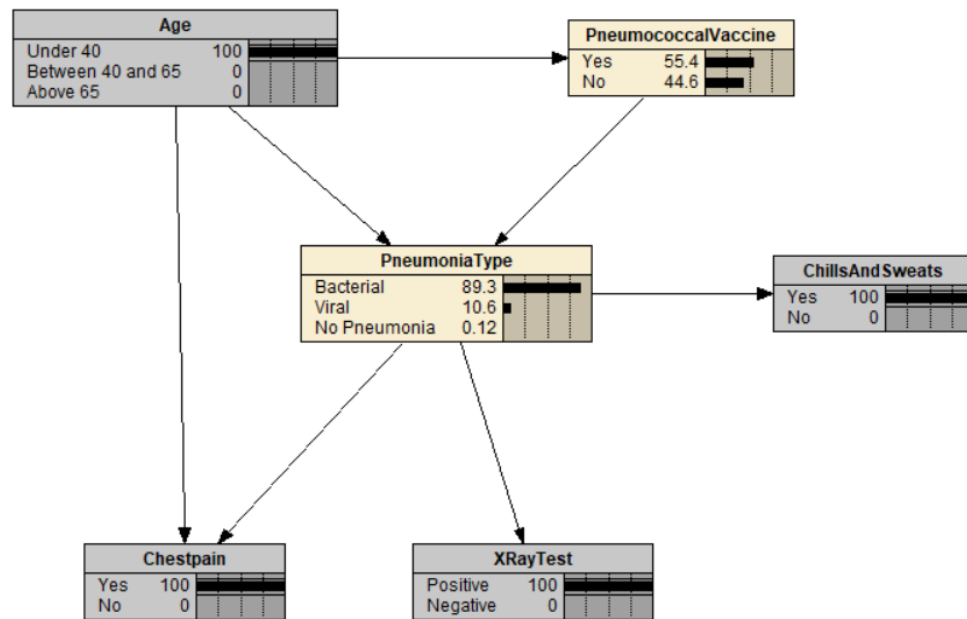 Age
Under 40 100
Between 40 and 65 0
Above 65 0
PneumococcalVaccine
Yes 55.4
No 44.6
PneumoniaType
Bacterial 89.3
Viral 10.6
No Pneumonia 0.12
ChillsAndSweats
Yes 100
No 0
Chestpain
Yes 100
No 0
XRayTest
Positive 100
Negative 0